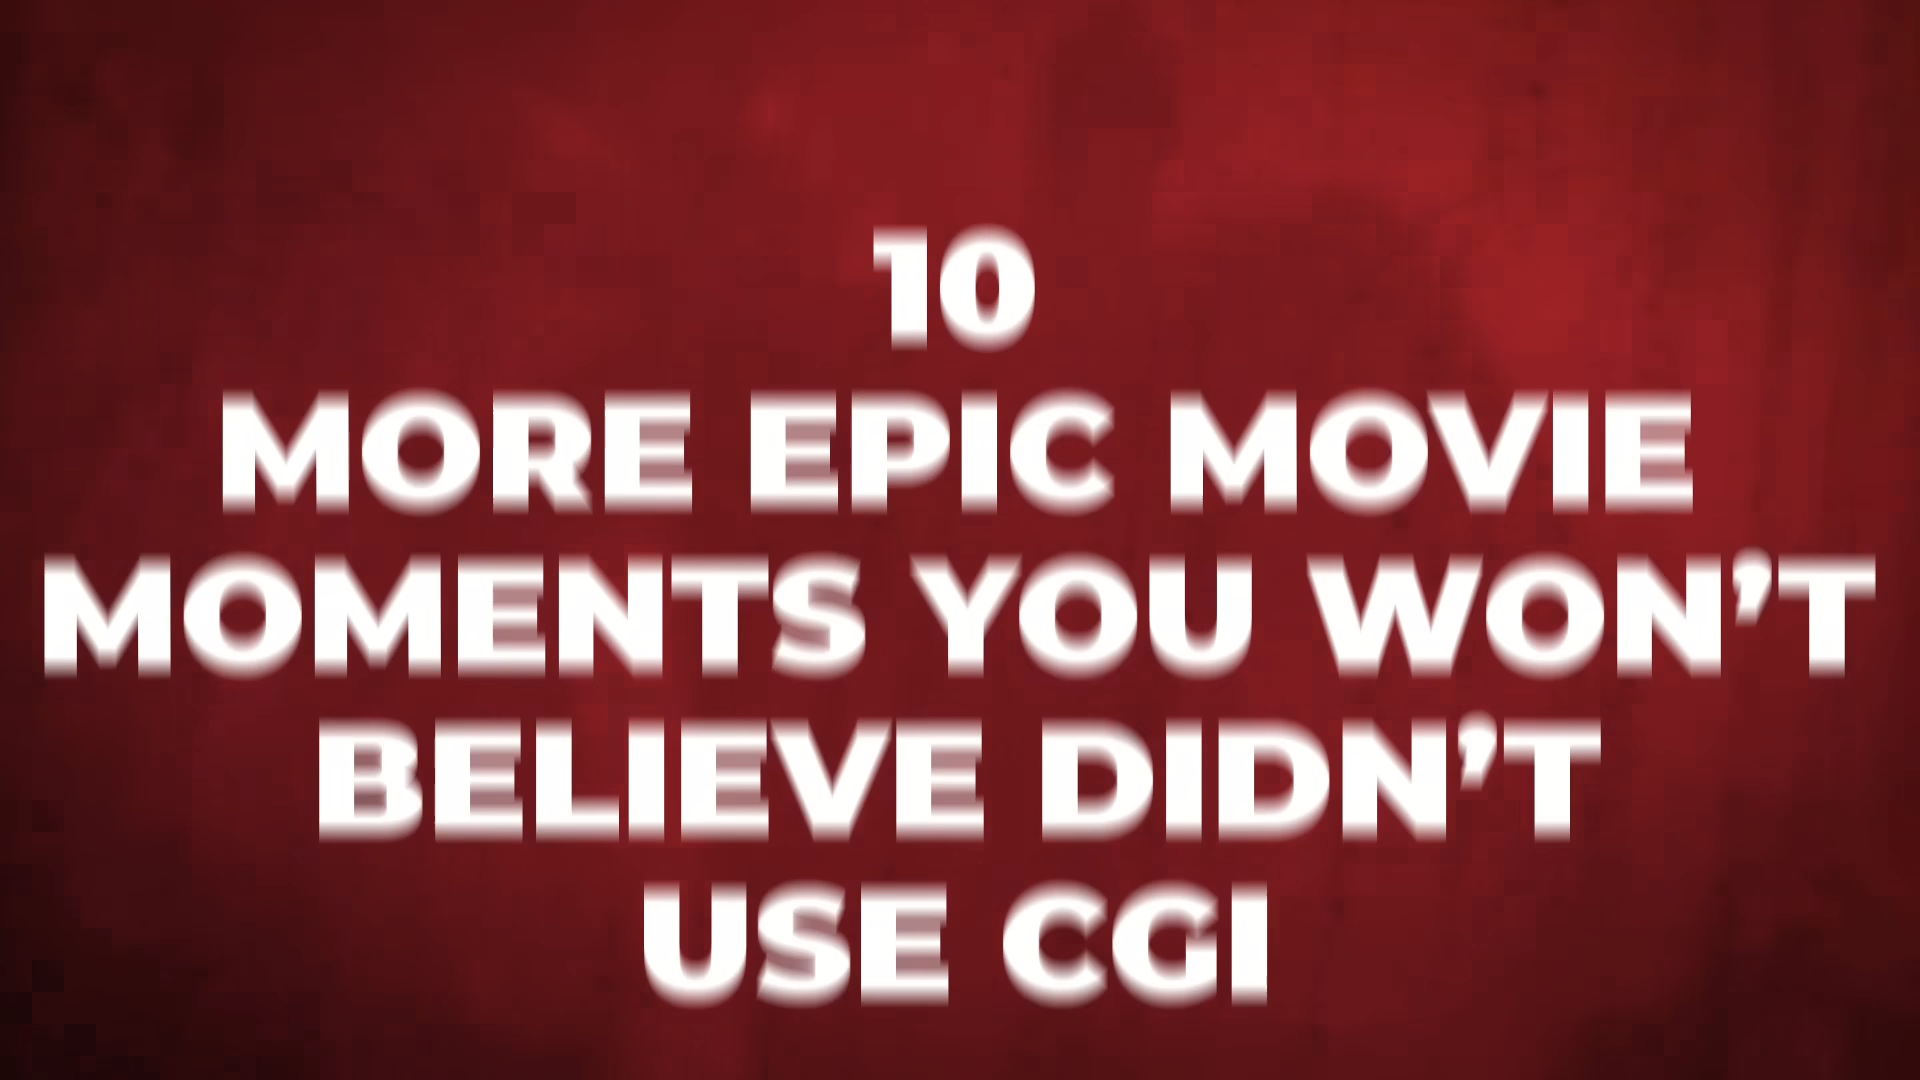 10
MORE EPIC MOVIE
MOMENTS YOU WON’T
BELIEVE DIDN’T
USE CGI